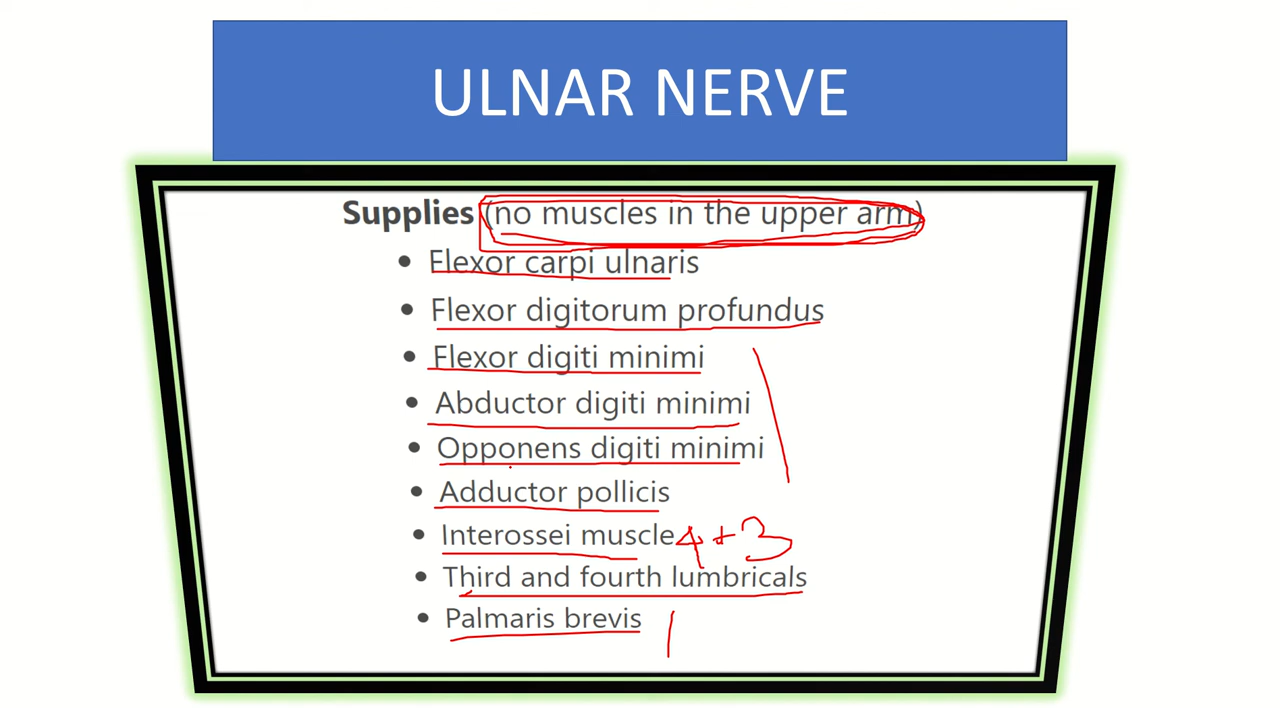 ULNAR NERVE
Supplies (no muscles in the upper arm)
• Flexor carpi ulnaris
• Flexor digitorum profundus
• Flexor digiti minimi
• Abductor digiti minimi
• Opponens digiti minimi
• Adductor pollicis
• Interossei muscle 4+3
• Third and fourth lumbricals
• Palmaris brevis